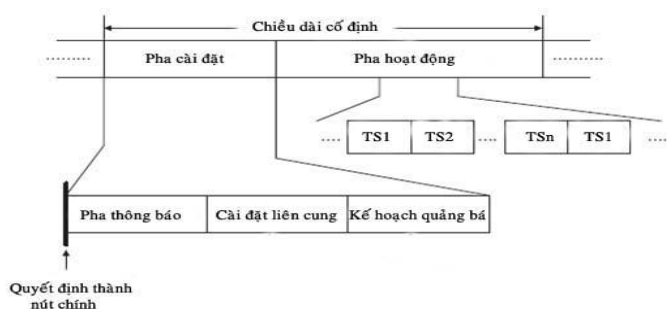 Chiều dài cố định
Pha cài đặt
Pha hoạt động
TS1
TS2
TSn
TS1
Pha thông báo
Cài đặt liên cung
Kế hoạch quảng bá
Quyết định thành
nút chính